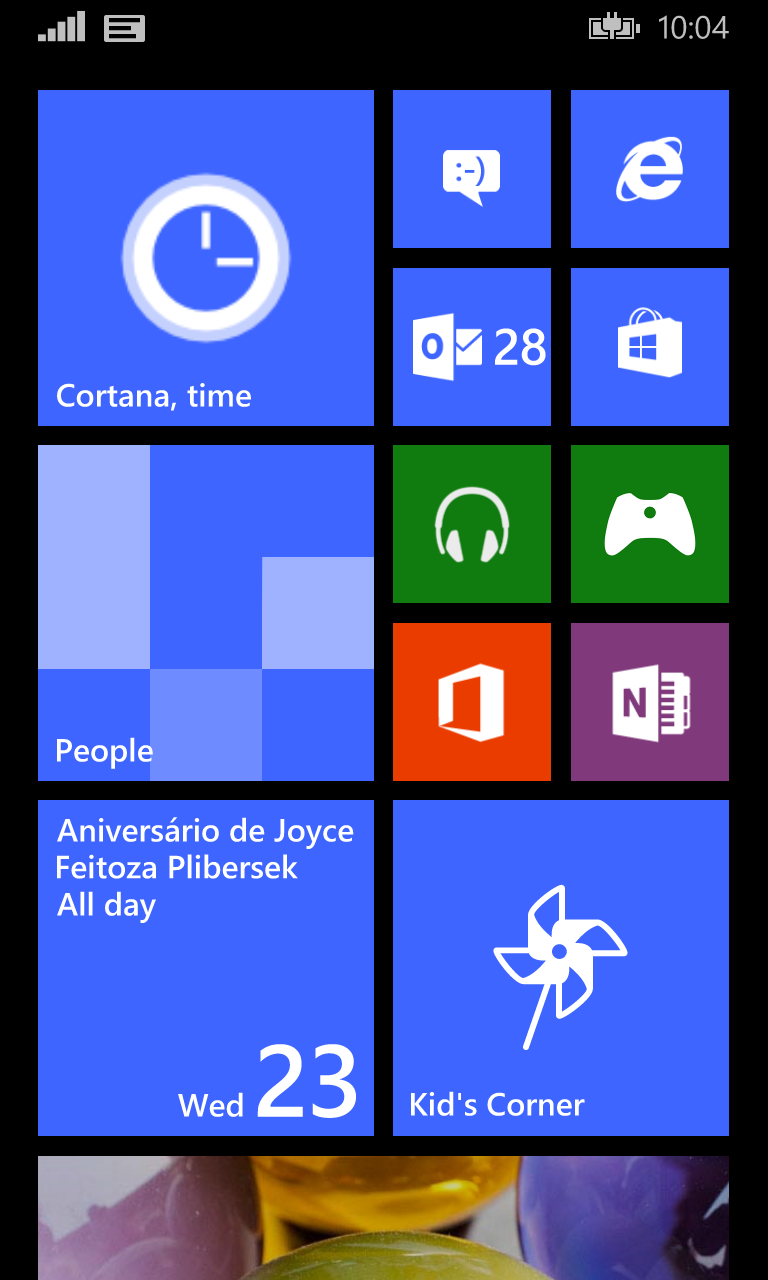 10:04
:-)
28
Cortana, time
People
N
Aniversário de Joyce
Feitoza Plibersek
All day
Wed 23
Kid's Corner